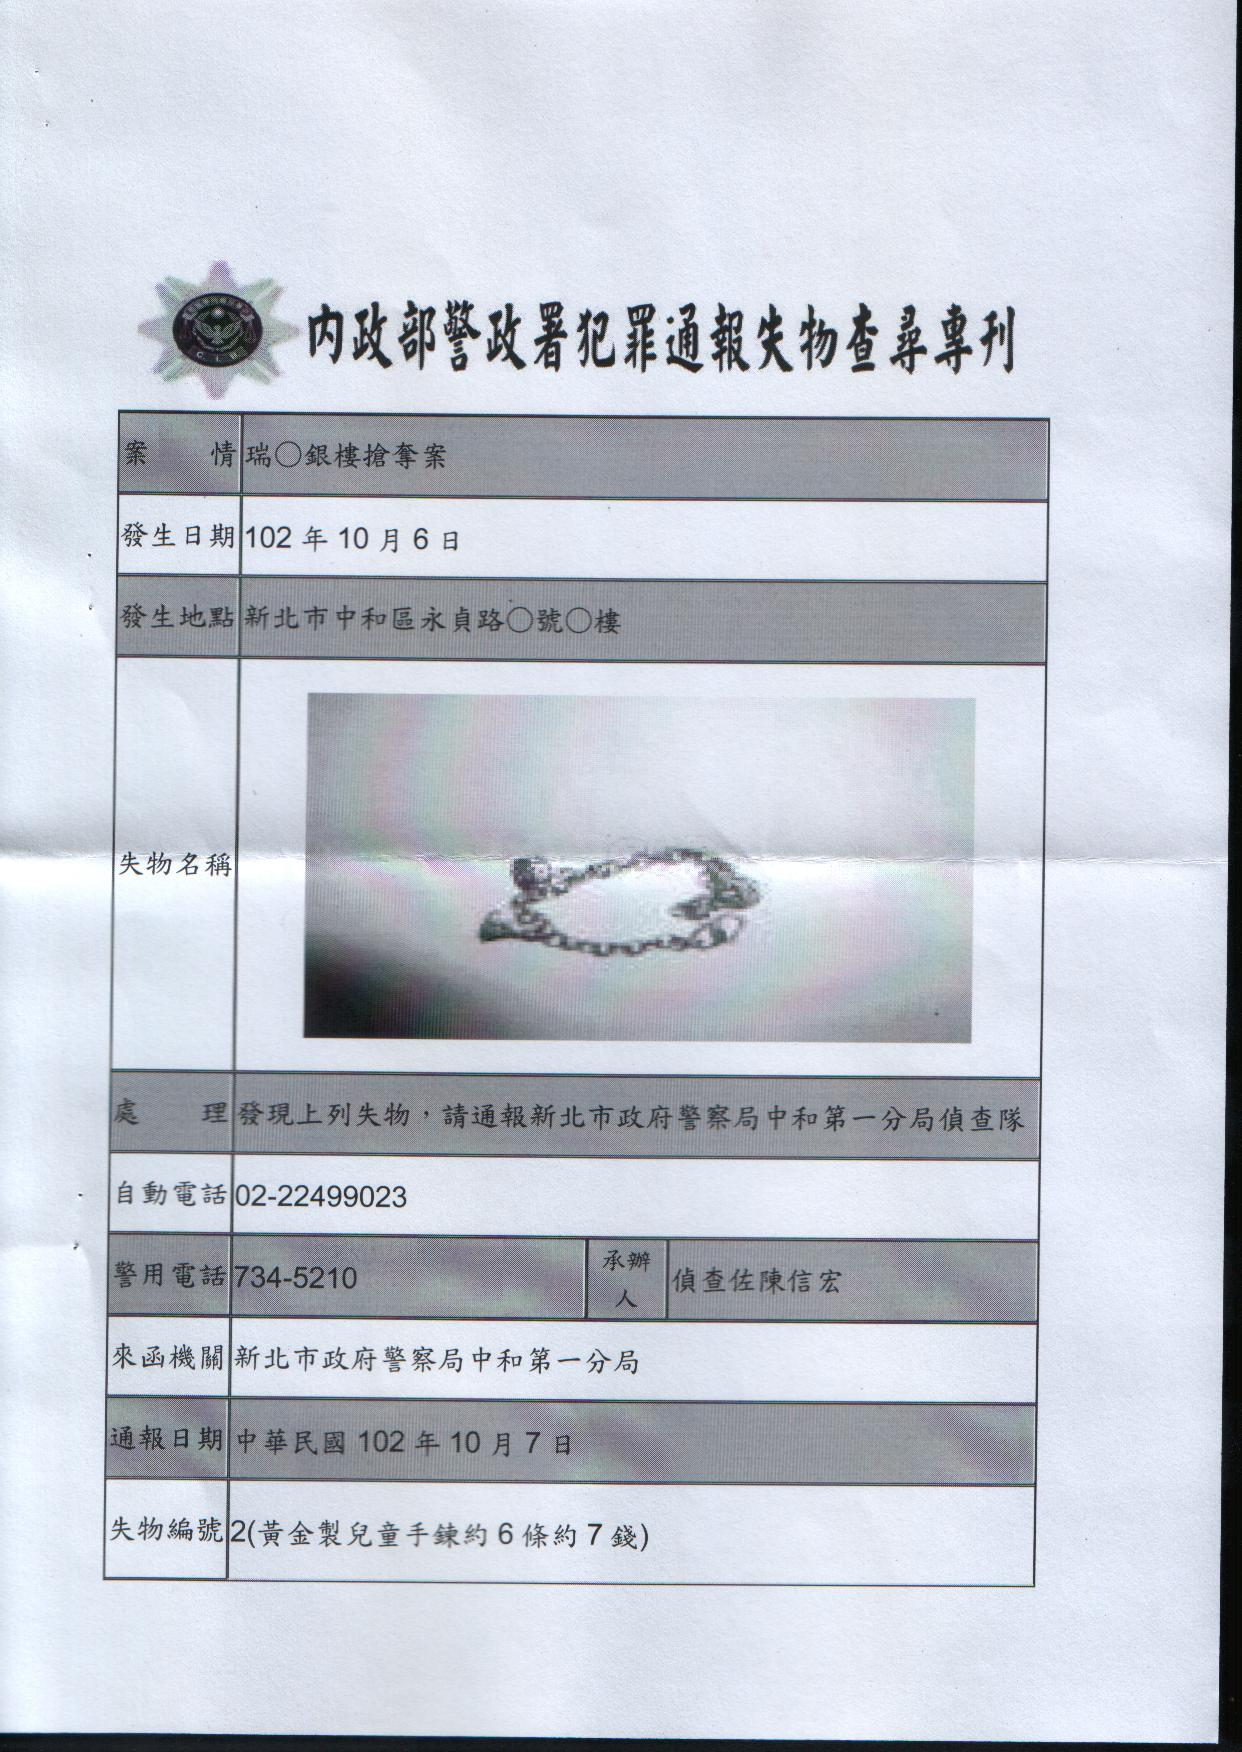 內政部警政署犯罪通報失物查尋專刊
案情 瑞○銀樓搶奪案
發生日期 102 年 10 月 6 日
發生地點 新北市中和區永貞路○號○樓
失物名稱
處理 發現上列失物，請通報新北市政府警察局中和第一分局偵查隊
自動電話 02-22499023
警用電話 734-5210 承辦人 偵查佐陳信宏
來函機關 新北市政府警察局中和第一分局
通報日期 中華民國 102 年 10 月 7 日
失物編號 2(黃金製兒童手鍊約 6 條約 7 錢)